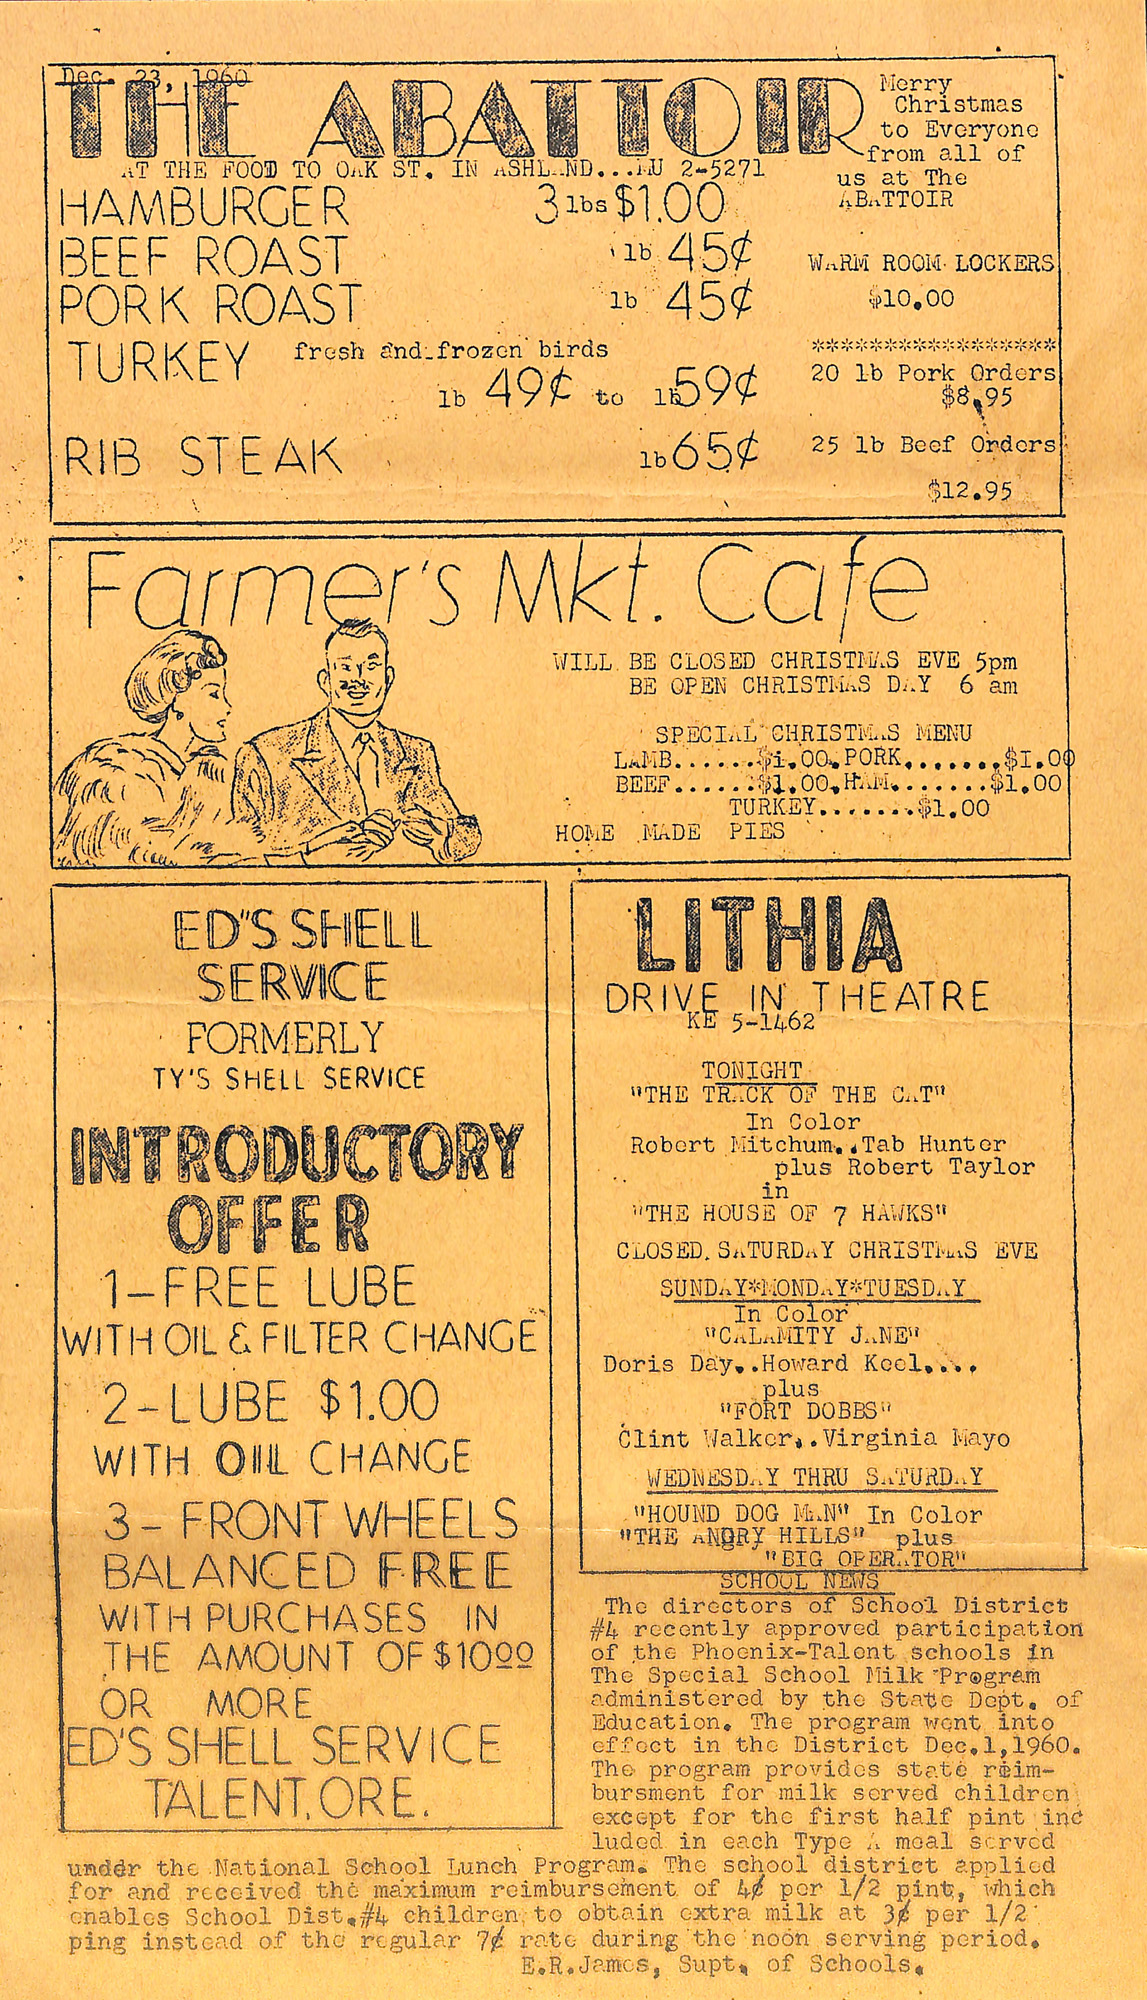 Dec. 23, 1960
THE ABATTOIR
AT THE FOOD TO OAK ST. IN ASHLAND...MU 2-5271
HAMBURGER 3 lbs $1.00
BEEF ROAST lb 45¢
PORK ROAST lb 45¢
TURKEY fresh and frozen birds
lb 49¢ to lb 59¢
RIB STEAK lb 65¢
Merry
Christmas
to Everyone
from all of
us at The
ABATTOIR
WARM ROOM LOCKERS
$10.00
*****************
20 lb Pork Orders
$8.95
25 lb Beef Orders
$12.95
Farmer's Mkt. Cafe
WILL BE CLOSED CHRISTMAS EVE 5pm
BE OPEN CHRISTMAS DAY 6 am
SPECIAL CHRISTMAS MENU
LAMB......$1.00.PORK.......$1.00
BEEF......$1.00.HAM.......$1.00
TURKEY.......$1.00
HOME MADE PIES
ED'S SHELL
SERVICE
FORMERLY
TY'S SHELL SERVICE
INTRODUCTORY
OFFER
1-FREE LUBE
WITH OIL & FILTER CHANGE
2-LUBE $1.00
WITH OIL CHANGE
3- FRONT WHEELS
BALANCED FREE
WITH PURCHASES IN
THE AMOUNT OF $10.00
OR MORE
ED'S SHELL SERVICE
TALENT, ORE.
LITHIA
DRIVE IN THEATRE
KE 5-1462
TONIGHT
"THE TRACK OF THE CAT"
In Color
Robert Mitchum..Tab Hunter
plus Robert Taylor
in
"THE HOUSE OF 7 HAWKS"
CLOSED SATURDAY CHRISTMAS EVE
SUNDAY*MONDAY*TUESDAY
In Color
"CALAMITY JANE"
Doris Day..Howard Keel....
plus
"FORT DOBBS"
Clint Walker..Virginia Mayo
WEDNESDAY THRU SATURDAY
"HOUND DOG MAN" In Color
"THE ANGRY HILLS" plus
"BIG OPERATOR"
SCHOOL NEWS
The directors of School District
#4 recently approved participation
of the Phoenix-Talent schools in
The Special School Milk Program
administered by the State Dept. of
Education. The program went into
effect in the District Dec.1,1960.
The program provides state reim-
bursment for milk served children
except for the first half pint inc
luded in each Type A meal served
under the National School Lunch Program. The school district applied
for and received the maximum reimbursement of 4¢ per 1/2 pint, which
enables School Dist.#4 children to obtain extra milk at 3¢ per 1/2
ping instead of the regular 7¢ rate during the noon serving period.
E.R.James, Supt. of Schools.